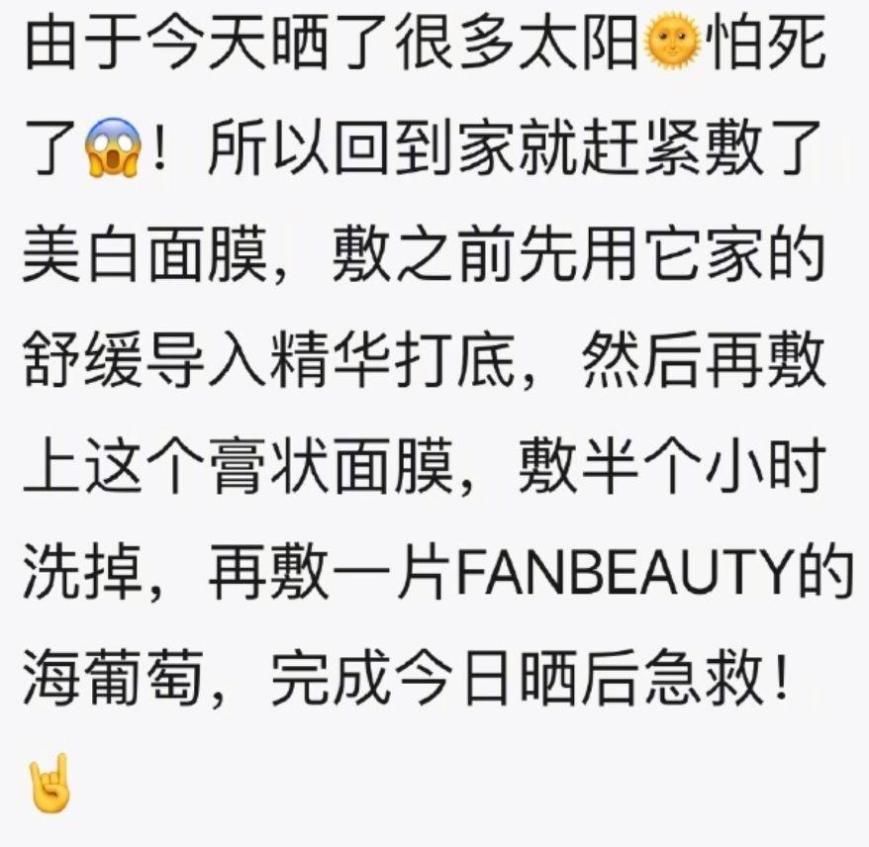 由于今天晒了很多太阳🌞怕死
了😱！所以回到家就赶紧敷了
美白面膜，敷之前先用它家的
舒缓导入精华打底，然后再敷
上这个膏状面膜，敷半个小时
洗掉，再敷一片FANBEAUTY的
海葡萄，完成今日晒后急救！
🤘